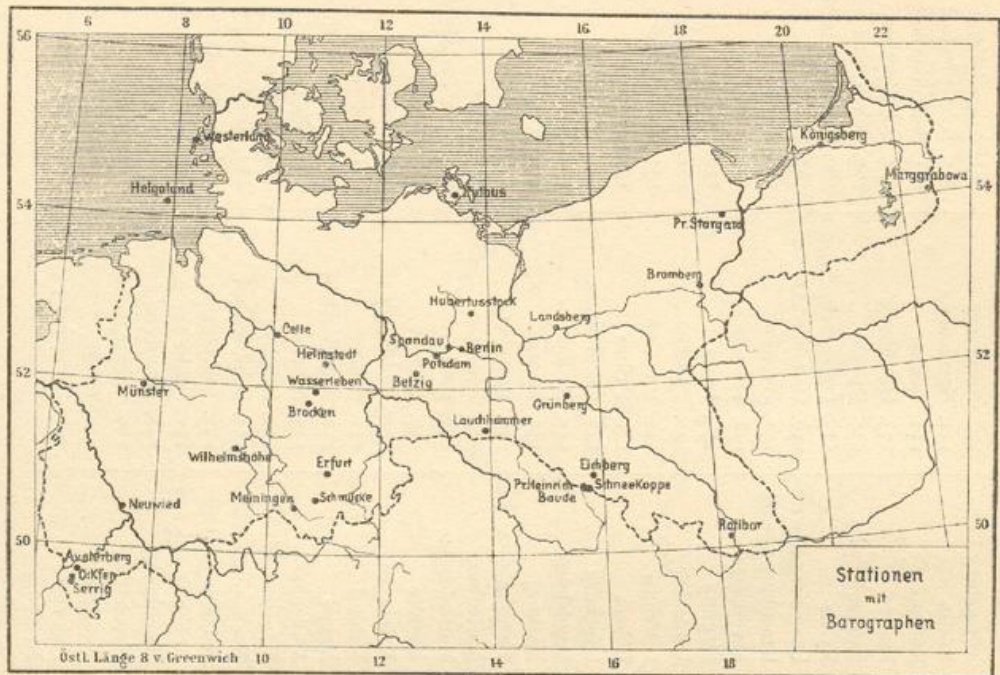 6 8 10 12 14 16 18 20 22
56
Westerland
Königsberg
Helgoland
Putbus
Marggrabowa
54
54
Pr. Stargard
Bromberg
Hubertusstock
Landsberg
Celle
Spandau
Berlin
Helmstedt
Potsdam
52
52
Wasserleben
Belzig
Münster
Brocken
Grünberg
Lauchhammer
Wilhelmshöhe
Erfurt
Eichberg
Pr. Heinrich
Baude
SchneeKoppe
Meiningen
Schmücke
Neuwied
Ratibor
50
50
Serrig
Stationen
mit
Barographen
Östl. Länge 8 v. Greenwich 10 12 14 16 18